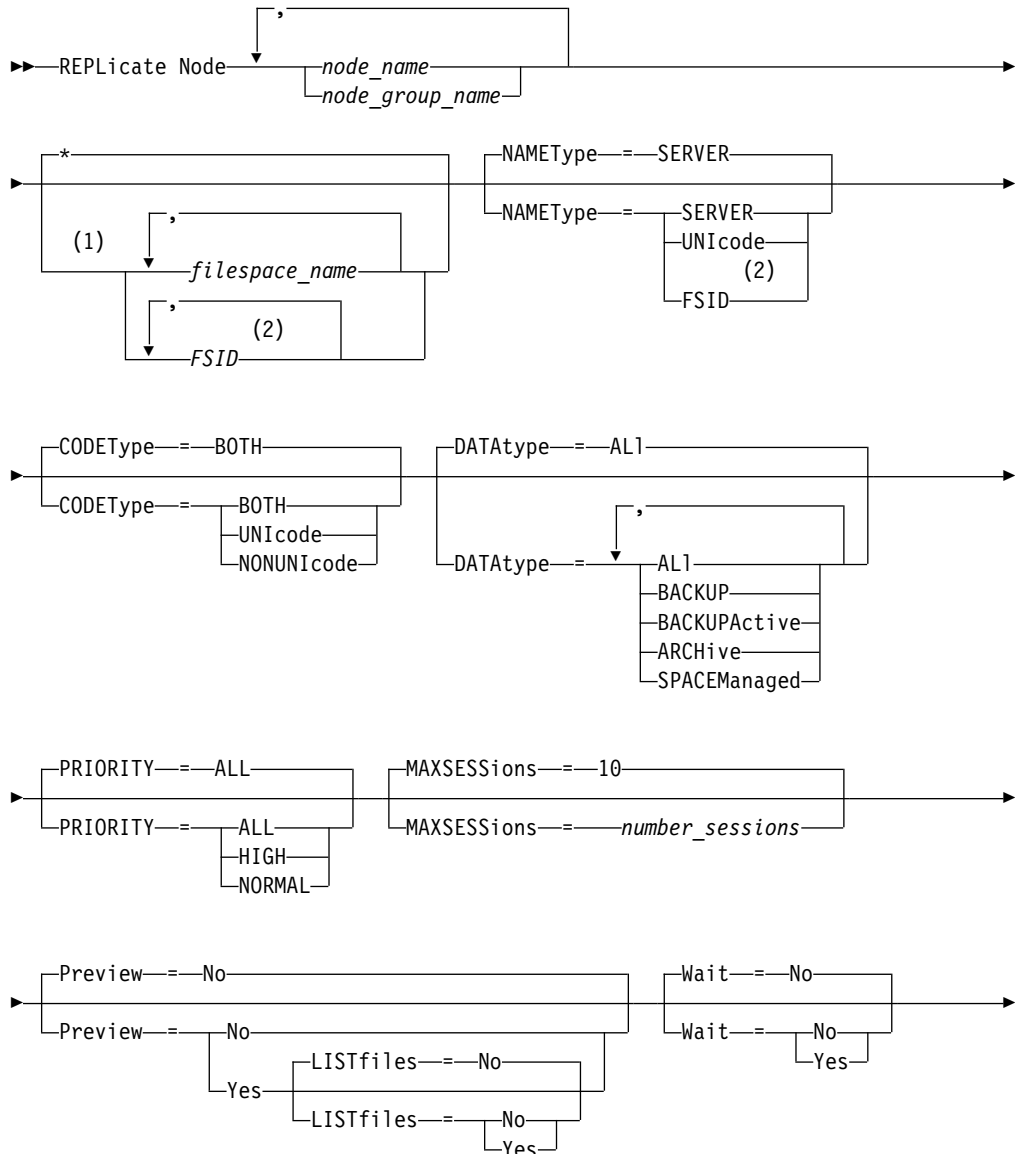 ,
REPLicate Node node_name
node_group_name
* NAMEType = SERVER
, NAMEType = SERVER
(1) UNIcode
filespace_name (2)
, FSID
(2)
FSID
CODEType = BOTH DATAtype = ALl
CODEType = BOTH ,
UNIcode DATAtype = ALl
NONUNIcode BACKUP
BACKUPActive
ARCHive
SPACEManaged
PRIORITY = ALL MAXSESSions = 10
PRIORITY = ALL MAXSESSions = number_sessions
HIGH
NORMAL
Preview = No Wait = No
Preview = No Wait = No
LISTfiles = No Yes
Yes
LISTfiles = No
Yes